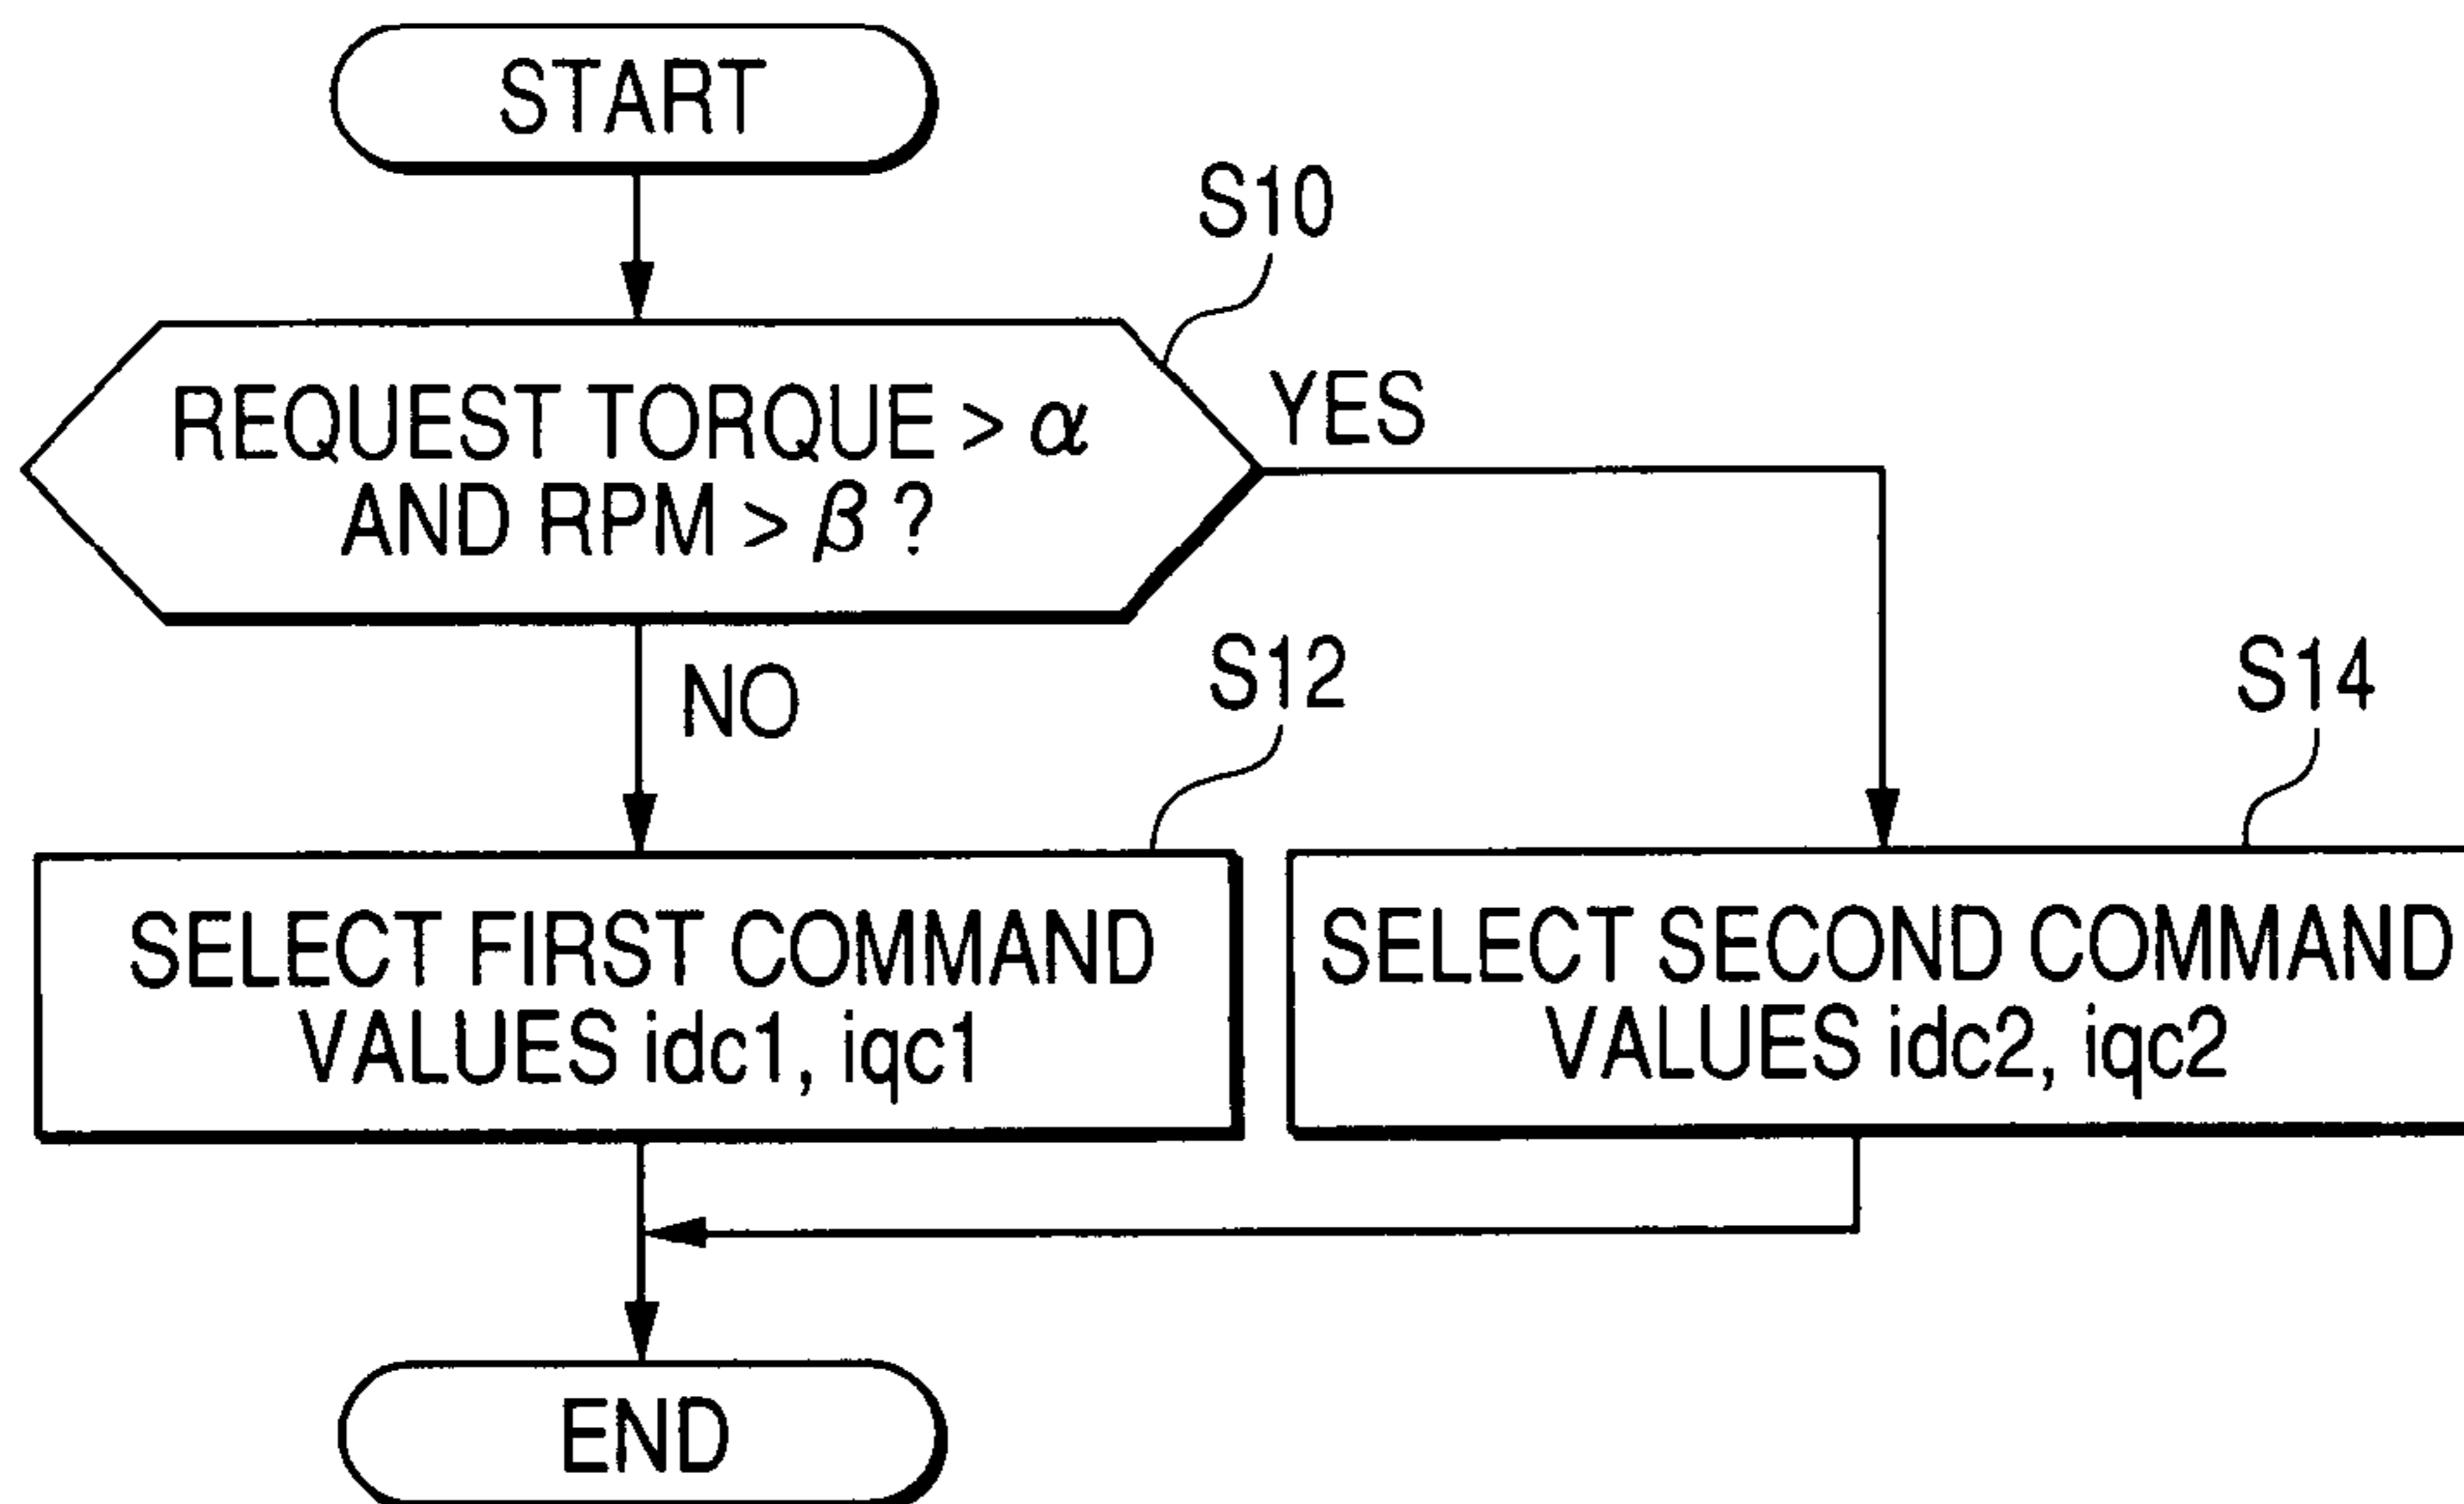 START
S10
REQUEST TORQUE > α
AND RPM > β ?
YES
NO
S12
S14
SELECT FIRST COMMAND
VALUES idc1, iqc1
SELECT SECOND COMMAND
VALUES idc2, iqc2
END